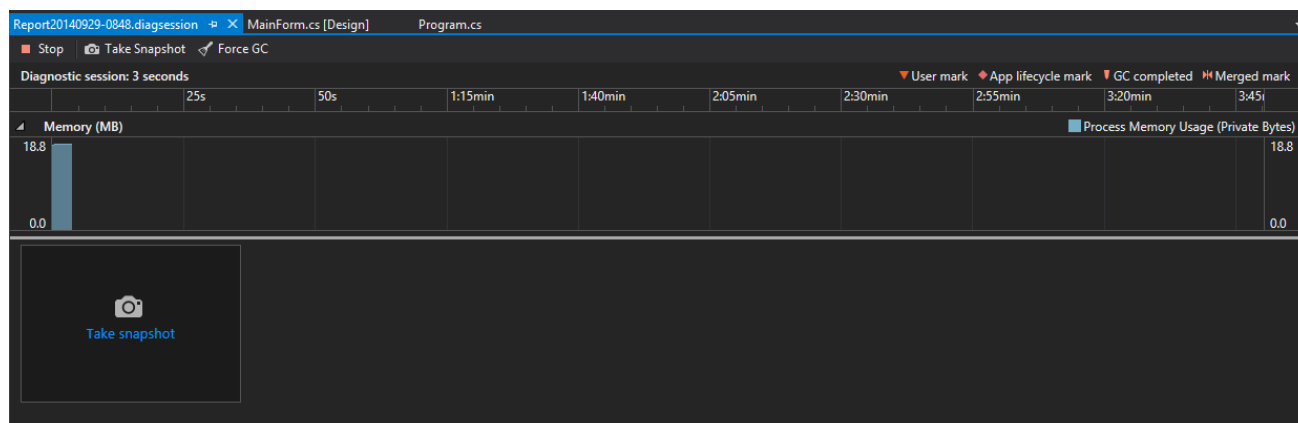 Report20140929-0848.diagsession MainForm.cs [Design] Program.cs
Stop Take Snapshot Force GC
Diagnostic session: 3 seconds User mark App lifecycle mark GC completed Merged mark
25s 50s 1:15min 1:40min 2:05min 2:30min 2:55min 3:20min 3:45
Memory (MB) Process Memory Usage (Private Bytes)
18.8 18.8
0.0 0.0
Take snapshot